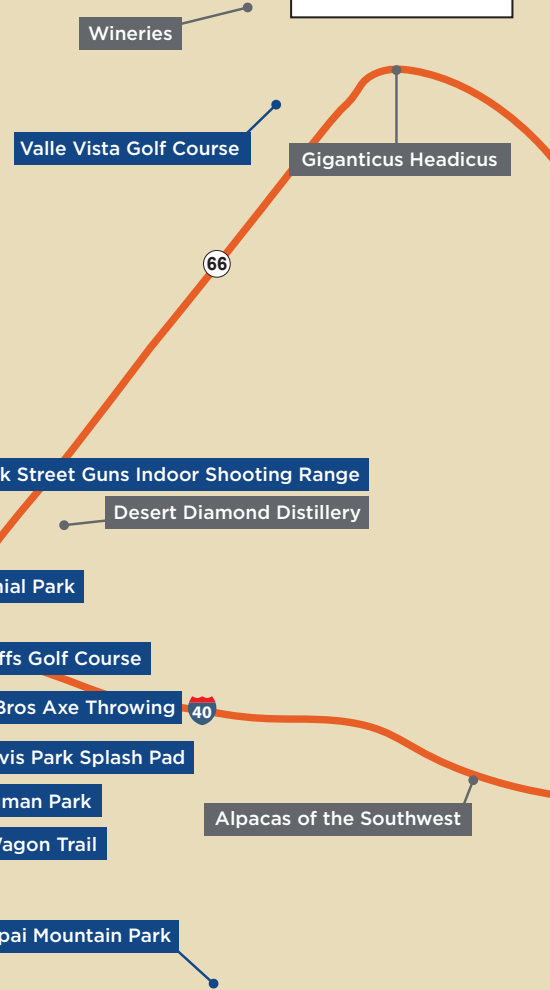 Wineries
Valle Vista Golf Course
Giganticus Headicus
66
k Street Guns Indoor Shooting Range
Desert Diamond Distillery
nial Park
ffs Golf Course
Bros Axe Throwing
40
vis Park Splash Pad
man Park
Wagon Trail
pai Mountain Park
Alpacas of the Southwest